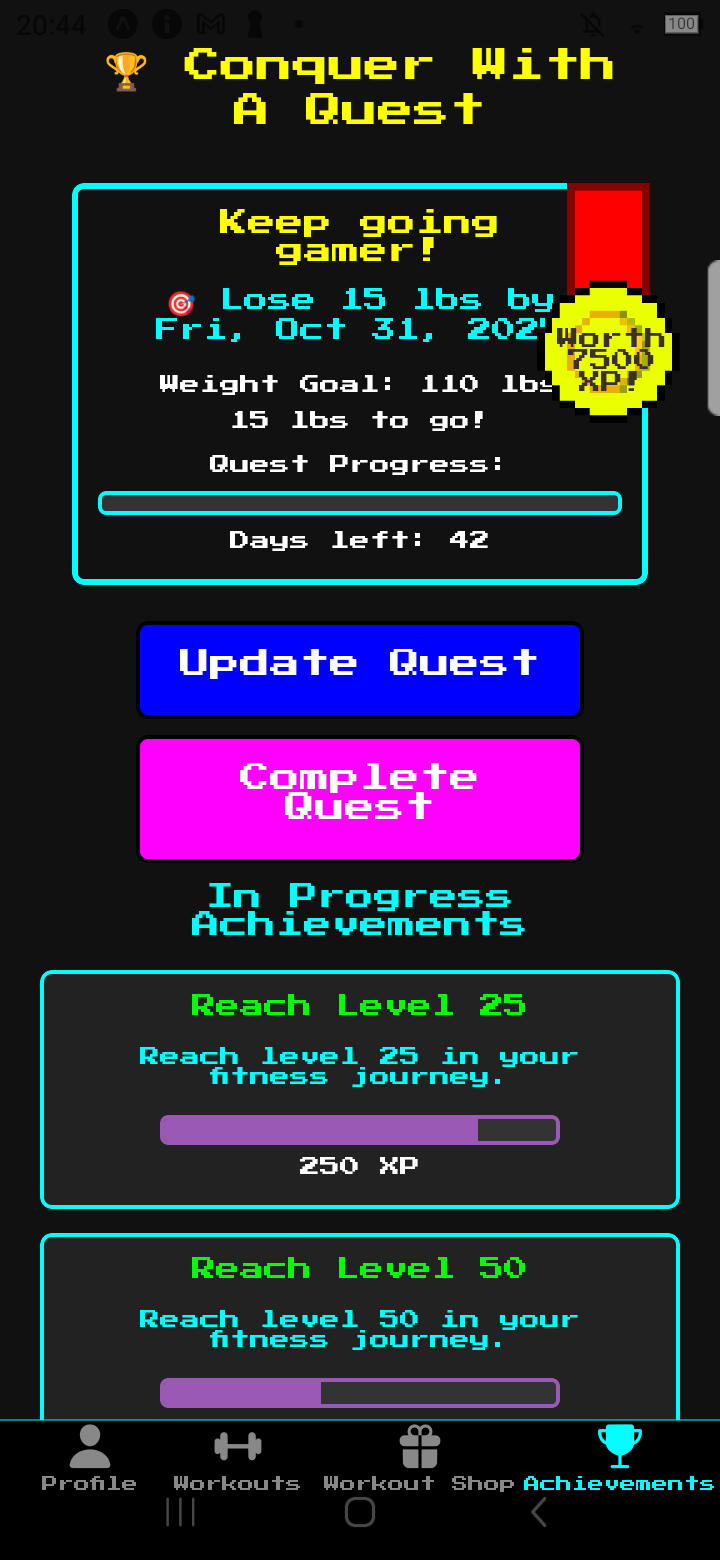 20:44
100
🏆 Conquer With
A Quest
Keep going
gamer!
🎯 Lose 15 lbs by
Fri, Oct 31,
Worth
7500
XP!
Weight Goal: 110 lbs
15 lbs to go!
Quest Progress:
Days left: 42
Update Quest
Complete
Quest
In Progress
Achievements
Reach Level 25
Reach level 25 in your
fitness journey.
250 XP
Reach Level 50
Reach level 50 in your
fitness journey.
Profile
Workouts
Workout Shop
Achievements